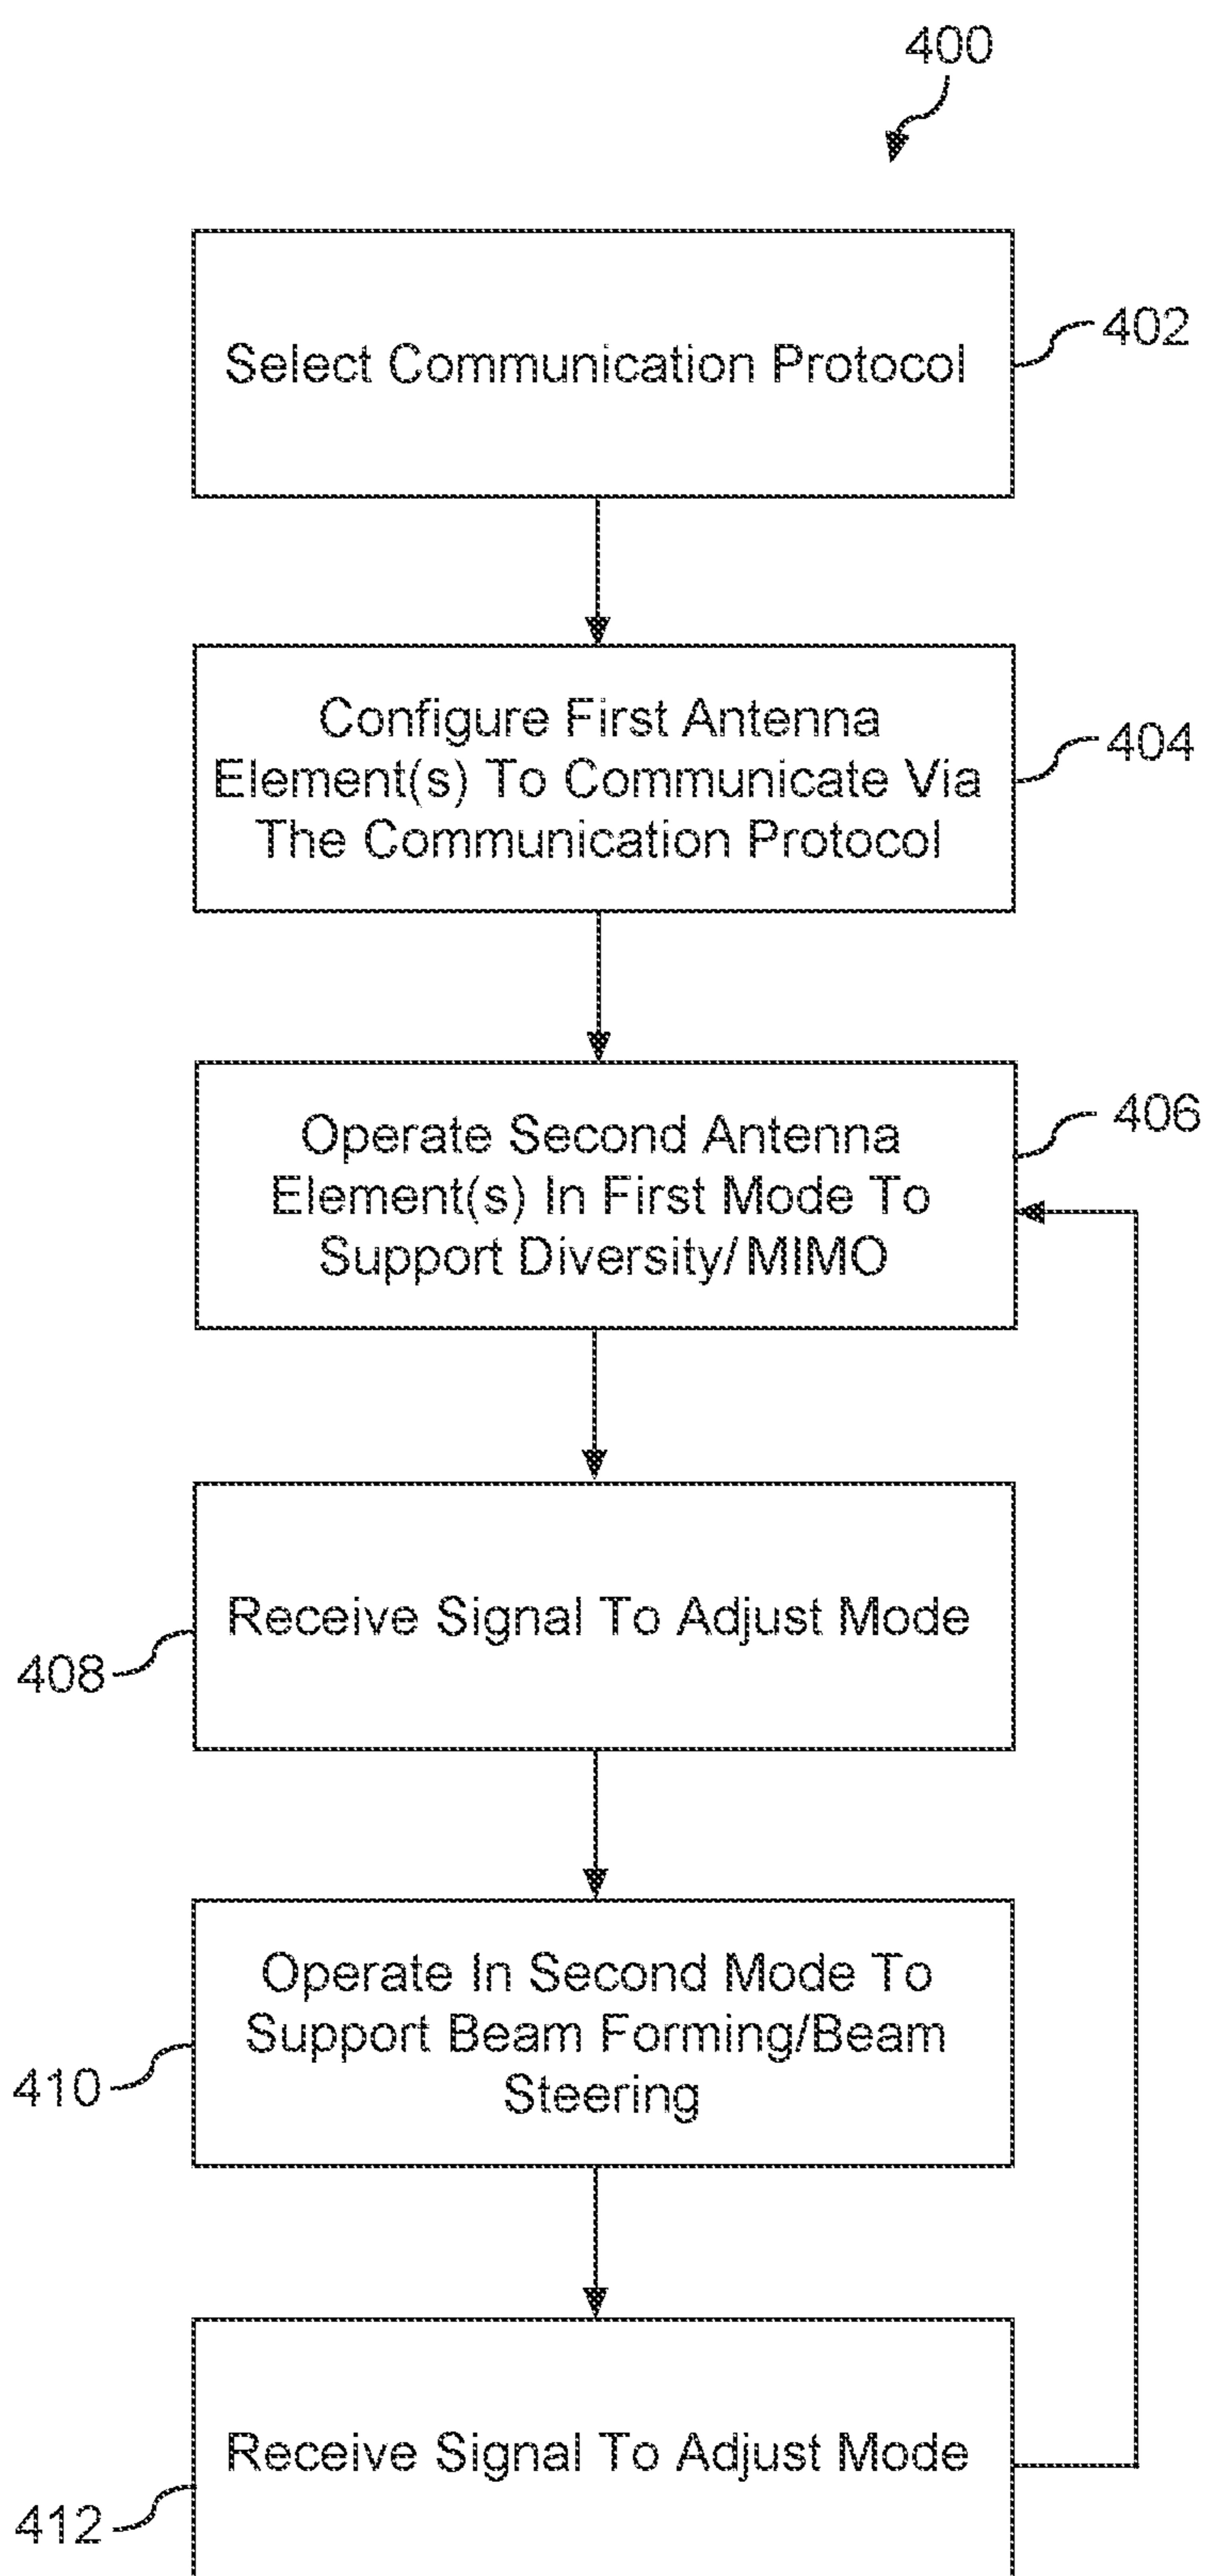 400
Select Communication Protocol
402
Configure First Antenna
Element(s) To Communicate Via
The Communication Protocol
404
Operate Second Antenna
Element(s) In First Mode To
Support Diversity/ MIMO
406
Receive Signal To Adjust Mode
408
Operate In Second Mode To
Support Beam Forming/Beam
Steering
410
Receive Signal To Adjust Mode
412